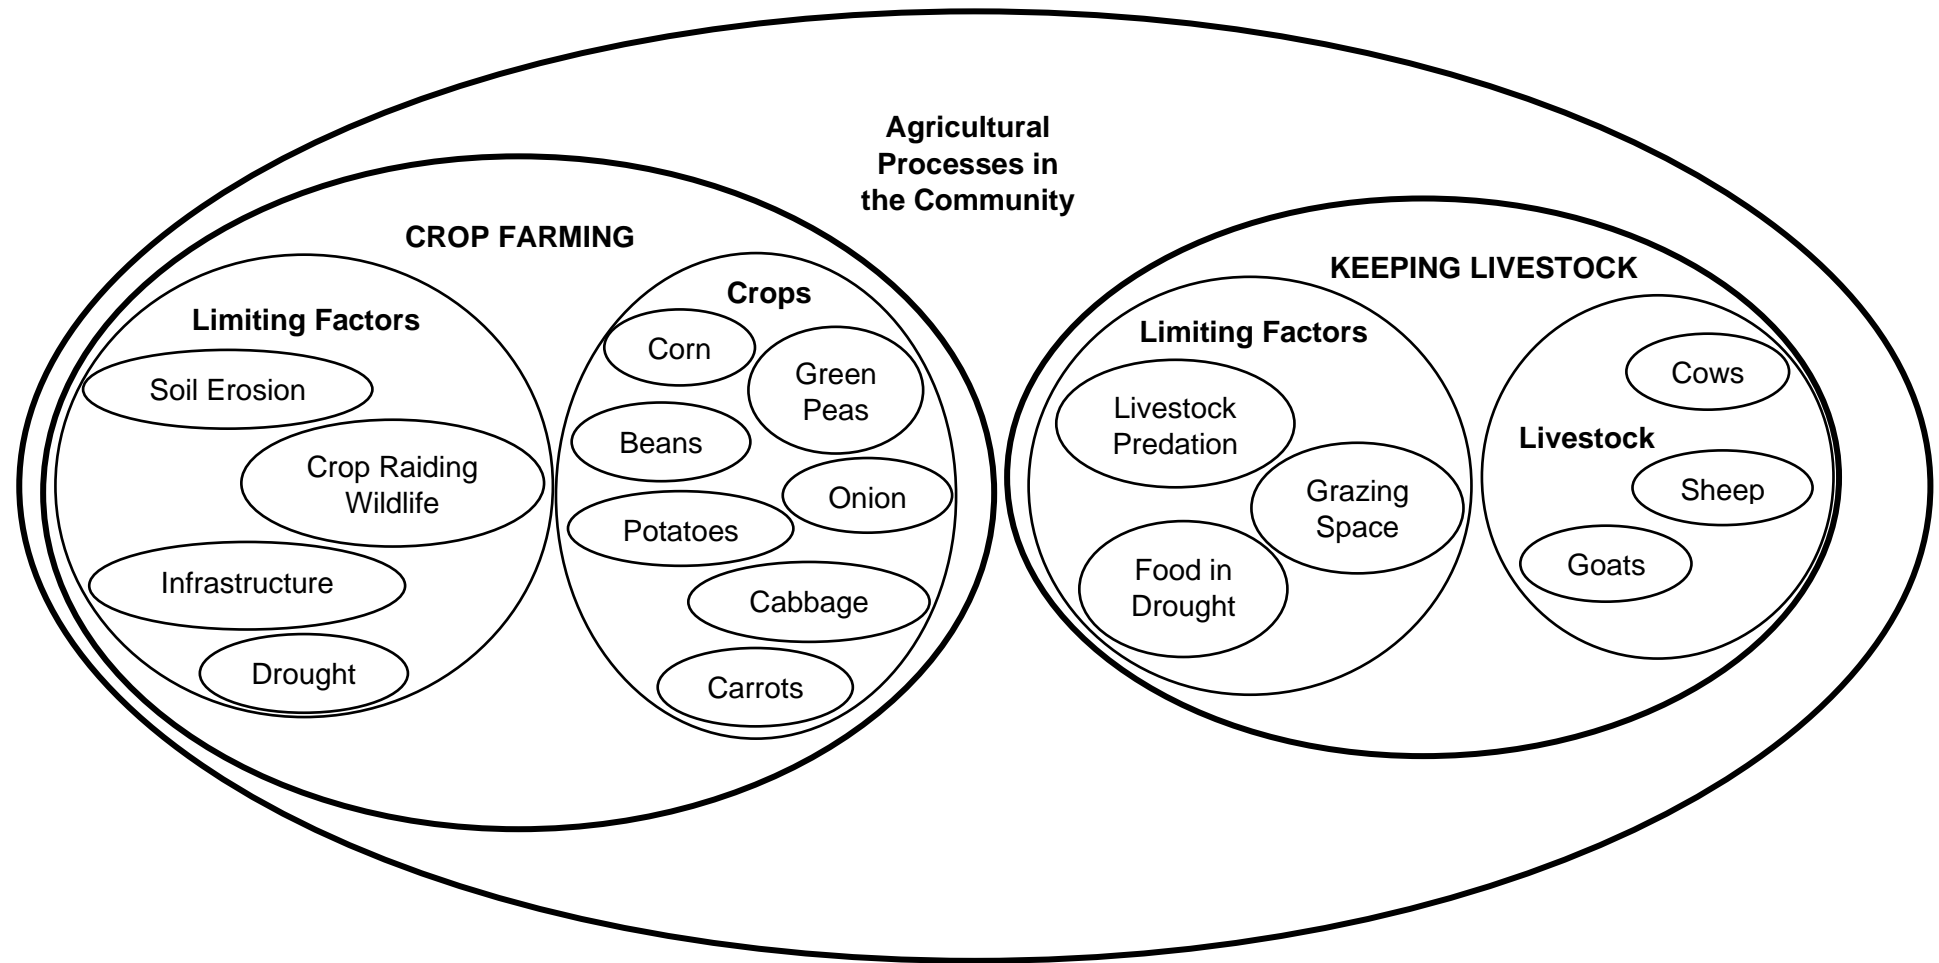 Agricultural
Processes in
the Community
CROP FARMING
Limiting Factors
Soil Erosion
Crop Raiding
Wildlife
Infrastructure
Drought
Crops
Corn
Green
Peas
Beans
Onion
Potatoes
Cabbage
Carrots
KEEPING LIVESTOCK
Limiting Factors
Livestock
Predation
Grazing
Space
Food in
Drought
Livestock
Cows
Sheep
Goats